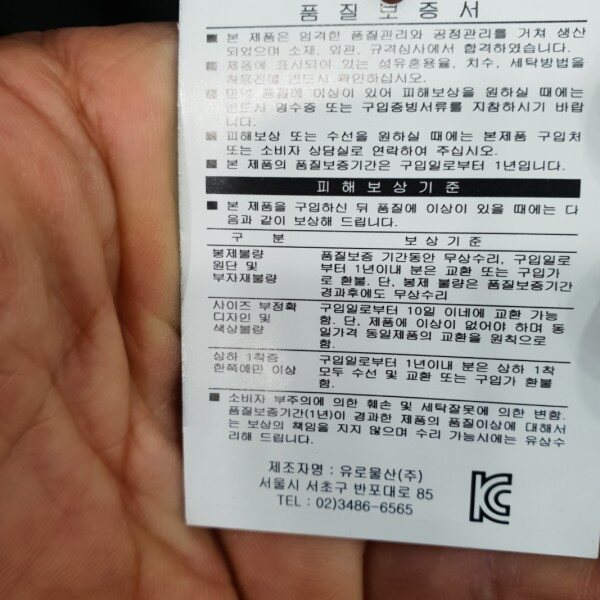 품 질 보 증 서
■ 본 제품은 엄격한 품질관리와 공정관리를 거쳐 생산
되었으며 소재, 외관, 규격심사에서 합격하였습니다.
■ 제품에 표시되어 있는 섬유혼용율, 치수, 세탁방법을
착용전에 반드시 확인하십시오.
■ 만약 품질에 이상이 있어 피해보상을 원하실 때에는
반드시 영수증 또는 구입증빙서류를 지참하시기 바랍
니다.
■ 피해보상 또는 수선을 원하실 때에는 본제품 구입처
또는 소비자 상담실로 연락하여 주십시오.
■ 본 제품의 품질보증기간은 구입일로부터 1년입니다.
피 해 보 상 기 준
■ 본 제품을 구입하신 뒤 품질에 이상이 있을 때에는 다
음과 같이 보상해 드립니다.
구 분 보 상 기 준
봉제불량 품질보증 기간동안 무상수리, 구입일로
원단 및 부터 1년이내 분은 교환 또는 구입가
부자재불량 로 환불. 단, 봉제 불량은 품질보증기간
경과후에도 무상수리
사이즈 부정확 구입일로부터 10일 이네에 교환 가능
디자인 및 함. 단, 제품에 이상이 없어야 하며 동
색상불량 일가격 동일제품의 교환을 원칙으로
함.
상하 1착중 구입일로부터 1년이내 분은 상하 1착
한쪽에만 이상 모두 수선 및 교환 또는 구입가 환불
함.
■ 소비자 부주의에 의한 훼손 및 세탁잘못에 의한 변함.
품질보증기간(1년)이 경과한 제품의 품질이상에 대해서
는 보상의 책임을 지지 않으며 수리 가능시에는 유상수
리해 드립니다.
제조자명 : 유로물산(주)
서울시 서초구 반포대로 85
TEL : 02)3486-6565